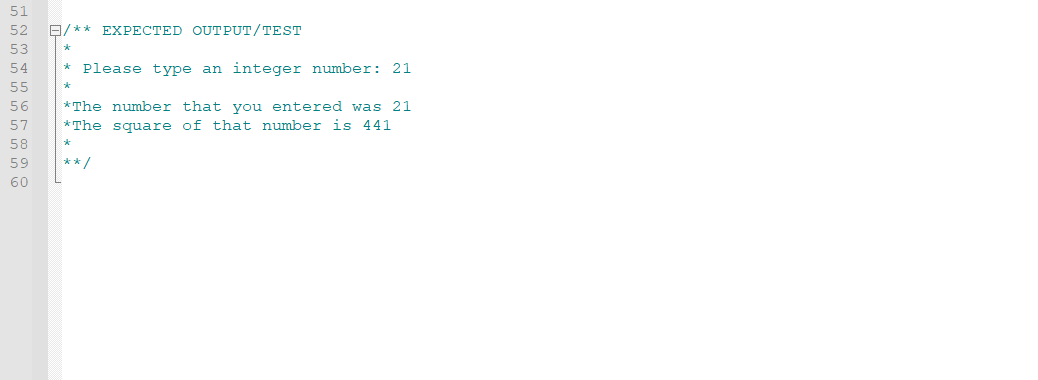 51
52 /** EXPECTED OUTPUT/TEST
53 *
54 * Please type an integer number: 21
55 *
56 *The number that you entered was 21
57 *The square of that number is 441
58 *
59 **/
60